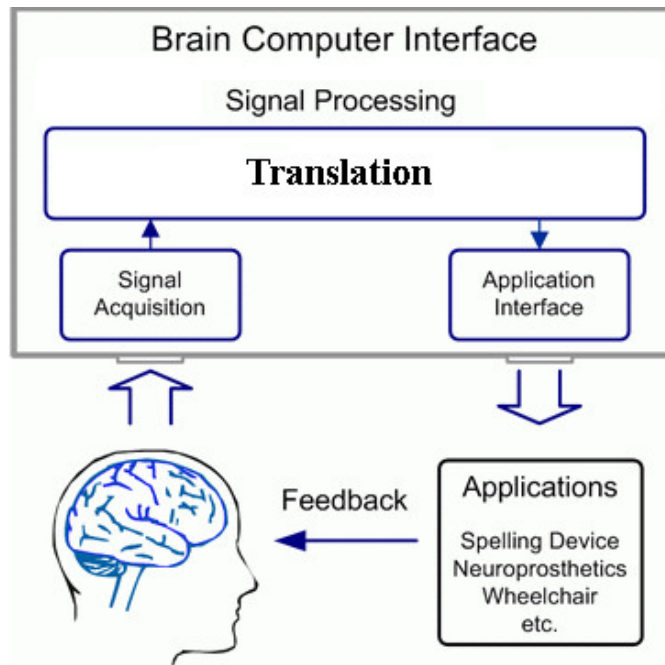 Brain Computer Interface
Signal Processing
Translation
Signal
Acquisition
Application
Interface
Feedback
Applications
Spelling Device
Neuroprosthetics
Wheelchair
etc.